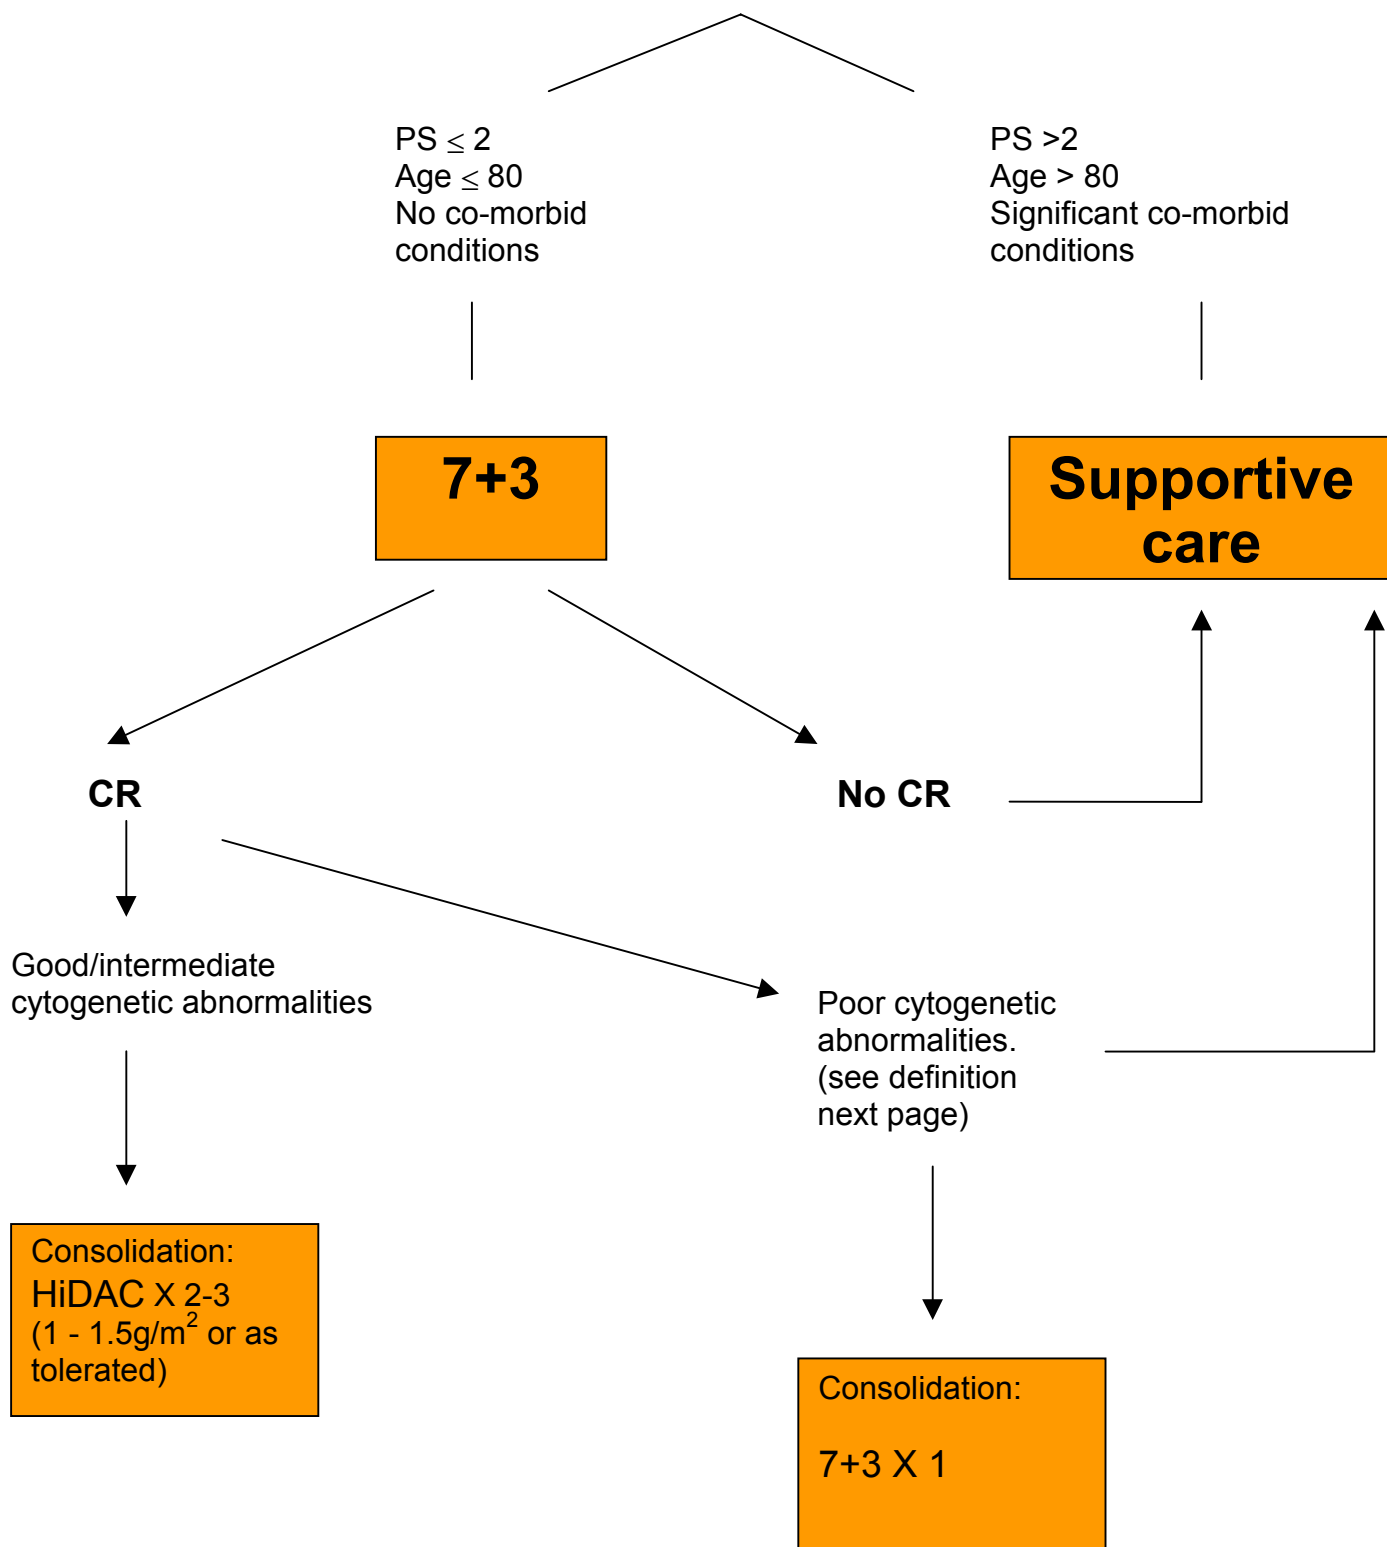 PS ≤ 2
Age ≤ 80
No co-morbid
conditions
PS >2
Age > 80
Significant co-morbid
conditions
7+3
Supportive
care
CR
No CR
Good/intermediate
cytogenetic abnormalities
Poor cytogenetic
abnormalities.
(see definition
next page)
Consolidation:
HiDAC X 2-3
(1 - 1.5g/m² or as
tolerated)
Consolidation:
7+3 X 1